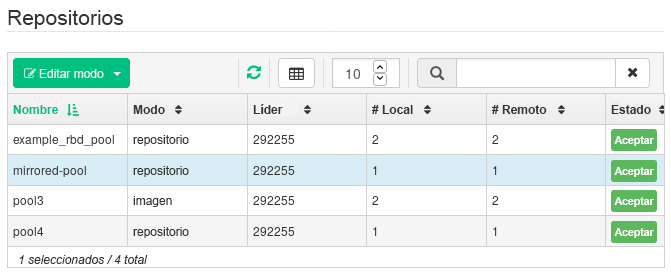 Repositorios
Editar modo 10
Nombre Modo Líder # Local # Remoto Estado
example_rbd_pool repositorio 292255 2 2 Aceptar
mirrored-pool repositorio 292255 1 1 Aceptar
pool3 imagen 292255 2 2 Aceptar
pool4 repositorio 292255 1 1 Aceptar
1 seleccionados / 4 total